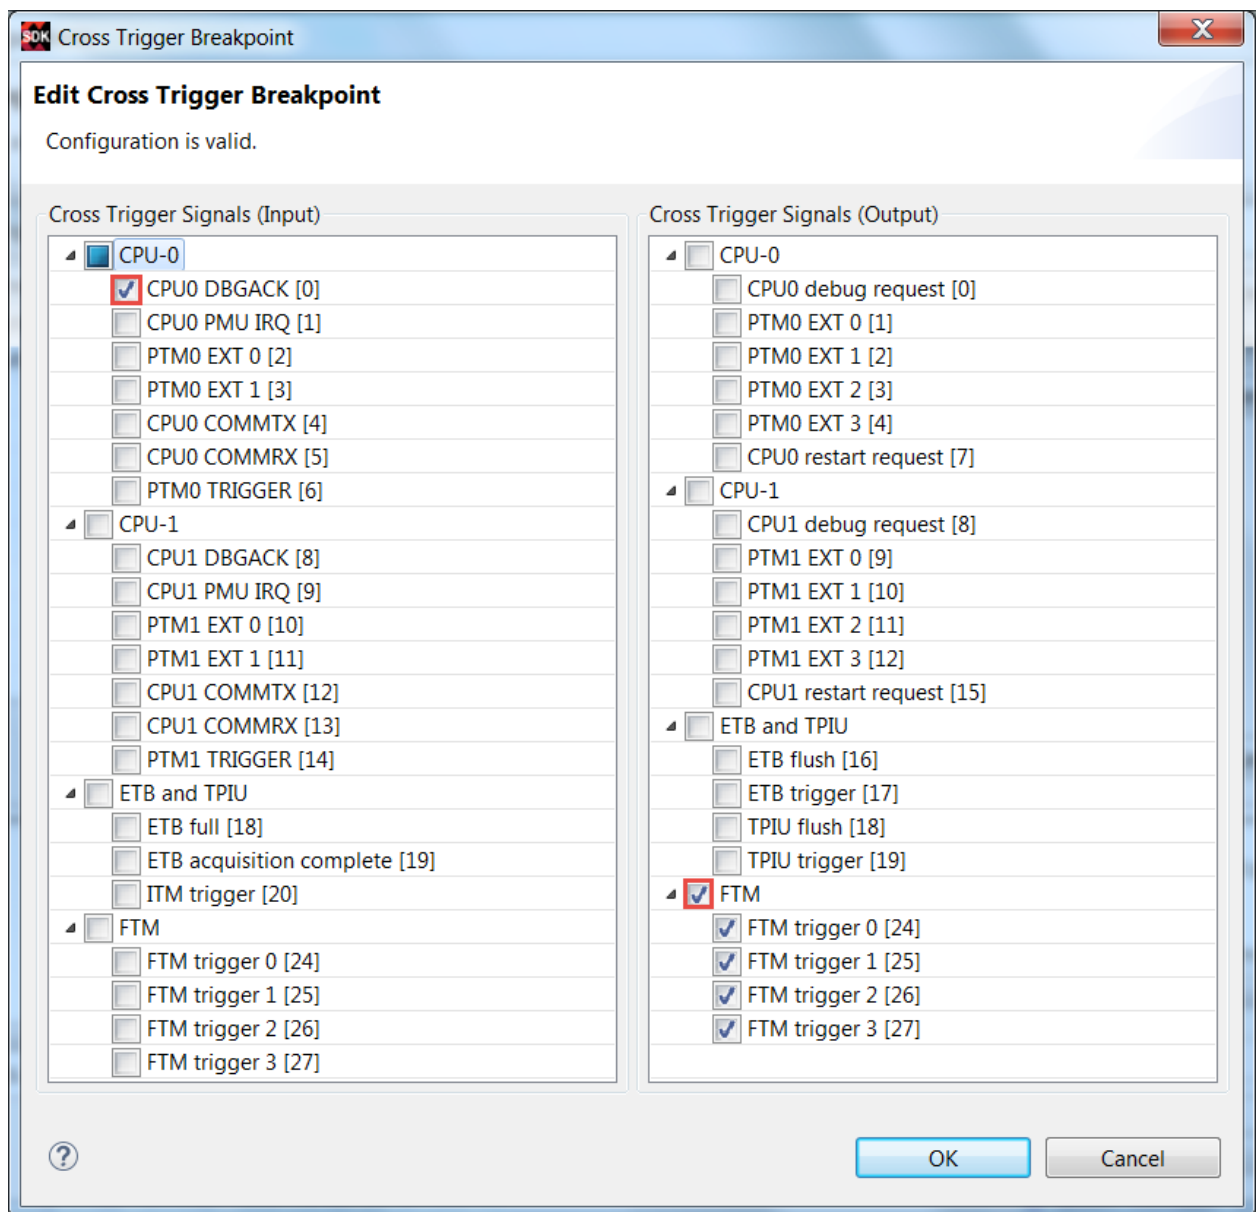 SDK Cross Trigger Breakpoint
X
Edit Cross Trigger Breakpoint
Configuration is valid.
Cross Trigger Signals (Input)
CPU-0
CPU0 DBGACK [0]
CPU0 PMU IRQ [1]
PTM0 EXT 0 [2]
PTM0 EXT 1 [3]
CPU0 COMMTX [4]
CPU0 COMMRX [5]
PTM0 TRIGGER [6]
CPU-1
CPU1 DBGACK [8]
CPU1 PMU IRQ [9]
PTM1 EXT 0 [10]
PTM1 EXT 1 [11]
CPU1 COMMTX [12]
CPU1 COMMRX [13]
PTM1 TRIGGER [14]
ETB and TPIU
ETB full [18]
ETB acquisition complete [19]
ITM trigger [20]
FTM
FTM trigger 0 [24]
FTM trigger 1 [25]
FTM trigger 2 [26]
FTM trigger 3 [27]
Cross Trigger Signals (Output)
CPU-0
CPU0 debug request [0]
PTM0 EXT 0 [1]
PTM0 EXT 1 [2]
PTM0 EXT 2 [3]
PTM0 EXT 3 [4]
CPU0 restart request [7]
CPU-1
CPU1 debug request [8]
PTM1 EXT 0 [9]
PTM1 EXT 1 [10]
PTM1 EXT 2 [11]
PTM1 EXT 3 [12]
CPU1 restart request [15]
ETB and TPIU
ETB flush [16]
ETB trigger [17]
TPIU flush [18]
TPIU trigger [19]
FTM
FTM trigger 0 [24]
FTM trigger 1 [25]
FTM trigger 2 [26]
FTM trigger 3 [27]
?
OK
Cancel